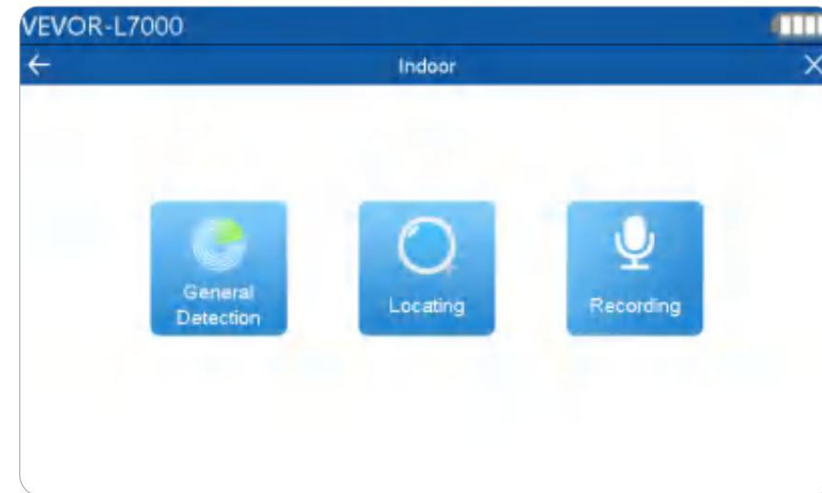 VEVOR-L7000
Indoor
General
Detection
Locating
Recording